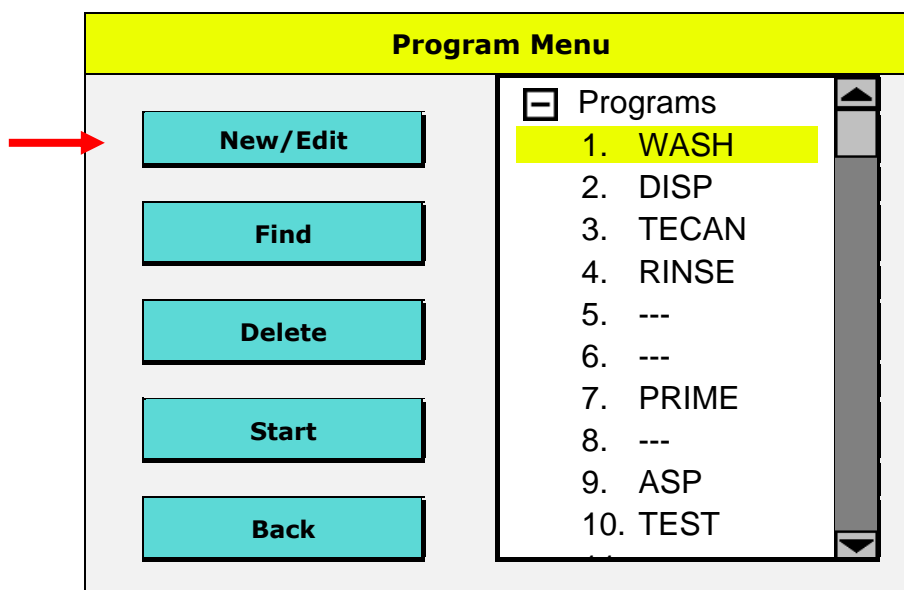 Program Menu
New/Edit
Find
Delete
Start
Back
Programs
1. WASH
2. DISP
3. TECAN
4. RINSE
5. ---
6. ---
7. PRIME
8. ---
9. ASP
10. TEST